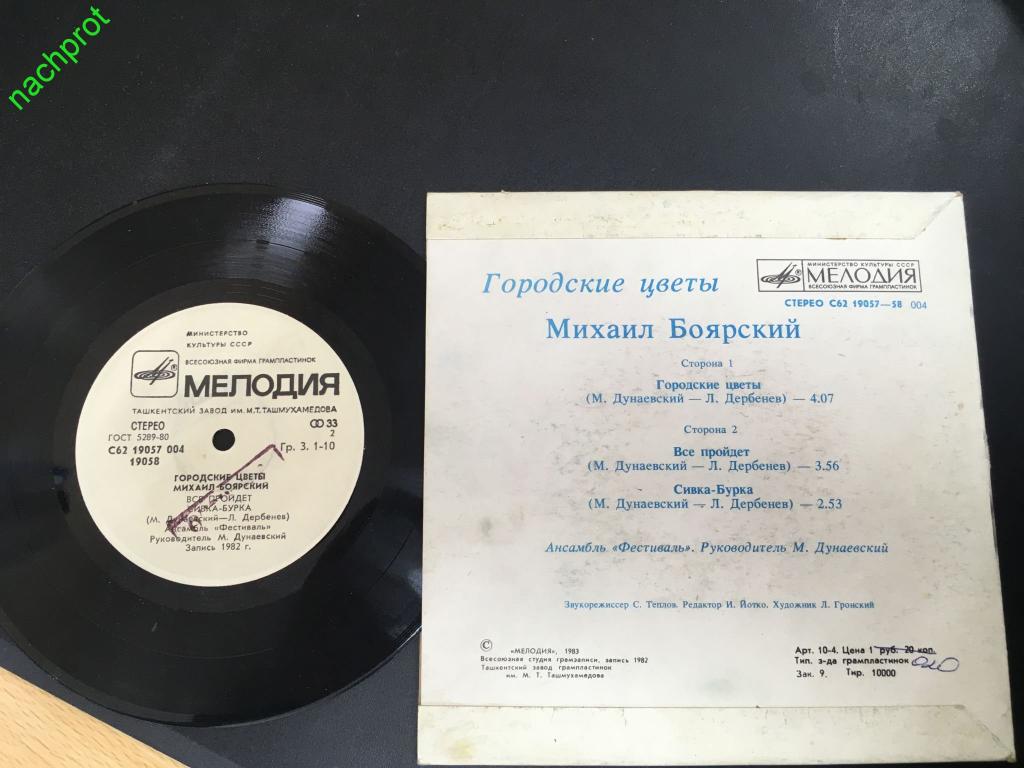 nachprot
МИНИСТЕРСТВО
КУЛЬТУРЫ СССР
ВСЕСОЮЗНАЯ ФИРМА ГРАМПЛАСТИНОК
МЕЛОДИЯ
ТАШКЕНТСКИЙ ЗАВОД ИМ. М.Т. ТАШМУХАМЕДОВА
СТЕРЕО
33
ГОСТ 5289-80
2
С62 19057 004
Гр. 3. 1-10
19058
ГОРОДСКИЕ ЦВЕТЫ
МИХАИЛ БОЯРСКИЙ
ВСЕ ПРОЙДЕТ
СИВКА-БУРКА
(М. Дунаевский—Л. Дербенев)
Ансамбль «Фестиваль»
Руководитель М. Дунаевский
Запись 1982 г.
МИНИСТЕРСТВО КУЛЬТУРЫ СССР
МЕЛОДИЯ
ВСЕСОЮЗНАЯ ФИРМА ГРАМПЛАСТИНОК
Городские цветы
СТЕРЕО С62 19057—58 004
Михаил Боярский
Сторона 1
Городские цветы
(М. Дунаевский — Л. Дербенев) — 4.07
Сторона 2
Все пройдет
(М. Дунаевский — Л. Дербенев) — 3.56
Сивка-Бурка
(М. Дунаевский — Л. Дербенев) — 2.53
Ансамбль «Фестиваль». Руководитель М. Дунаевский
Звукорежиссер С. Теплов. Редактор И. Йотко. Художник Л. Гронский
© «МЕЛОДИЯ», 1983
Всесоюзная студия грамзаписи, запись 1982
Ташкентский завод грампластинок
им. М. Т. Ташмухамедова
Арт. 10-4. Цена 1 руб. 20 коп.
Тип. з-да грампластинок
Зак. 9. Тир. 10000